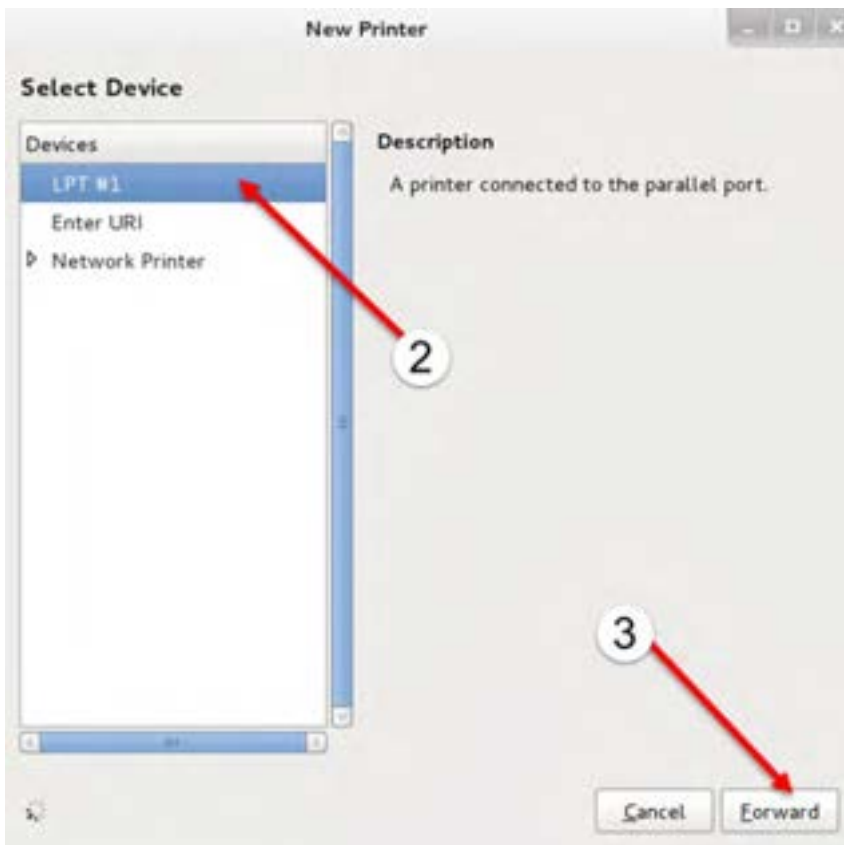 New Printer
Select Device
Devices
LPT #1
Enter URI
Network Printer
Description
A printer connected to the parallel port.
2
3
Cancel
Forward